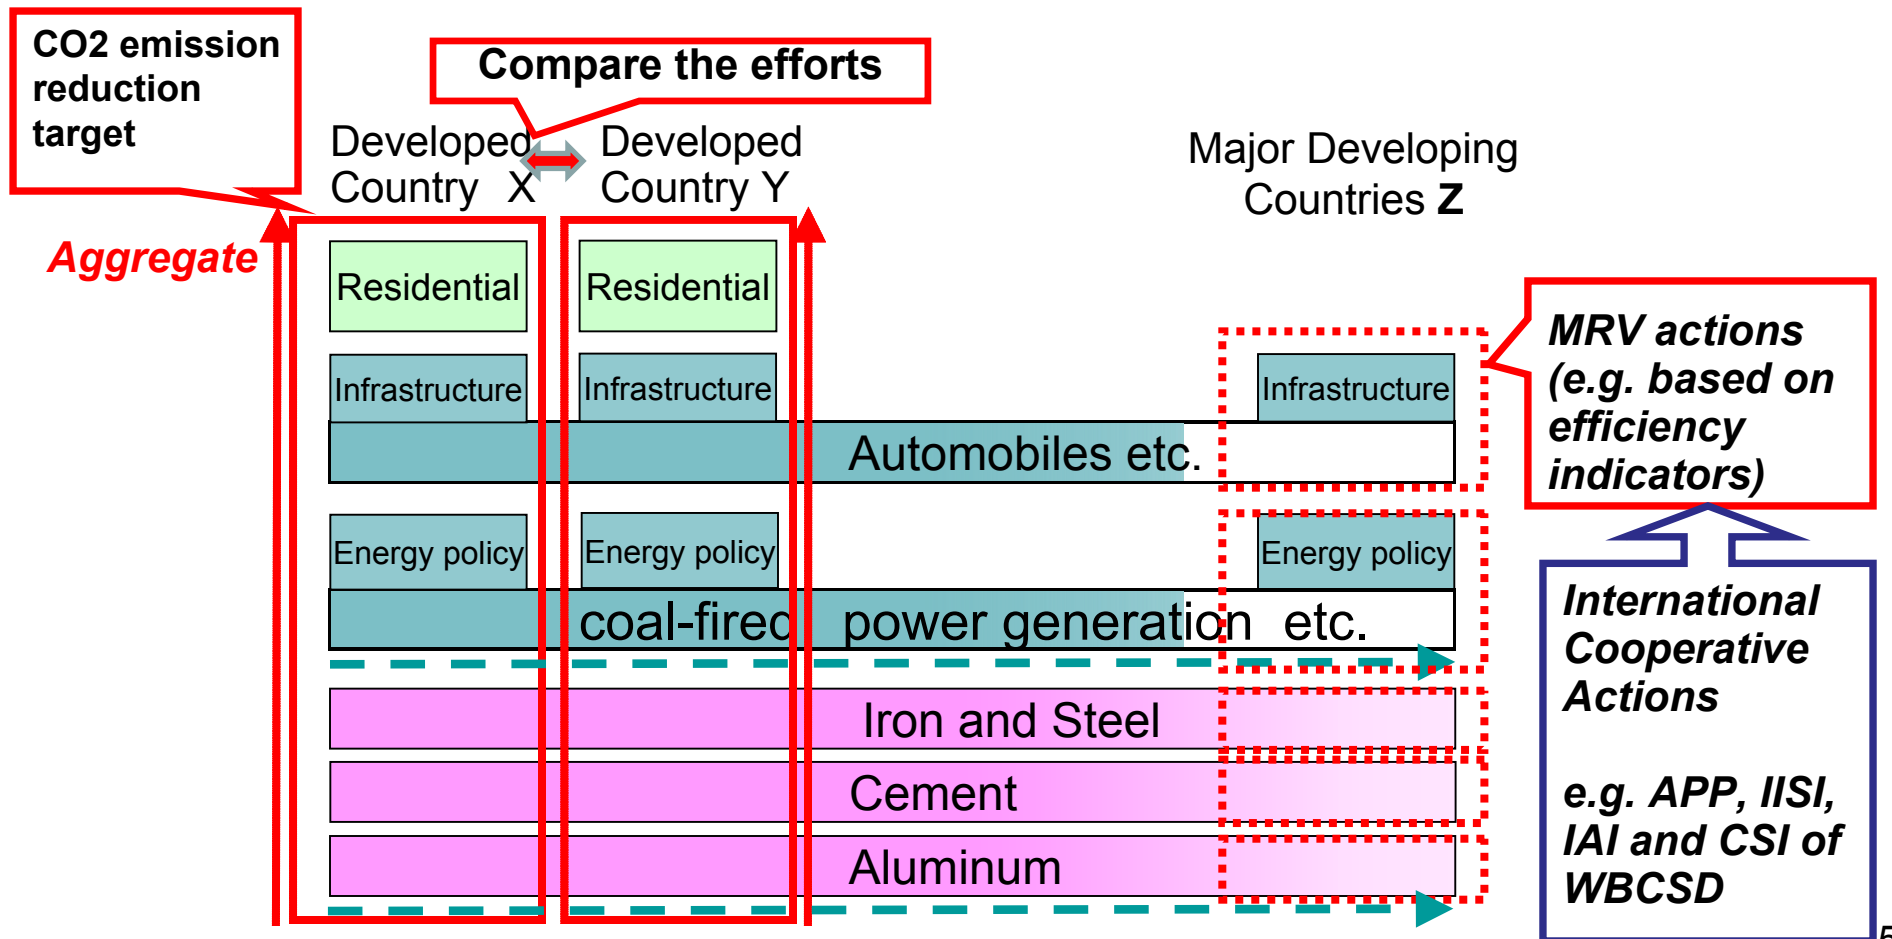 CO2 emission
reduction
target
Compare the efforts
Developed
Country X
Developed
Country Y
Major Developing
Countries Z
Aggregate
Residential
Residential
Infrastructure
Infrastructure
Infrastructure
Automobiles etc.
Energy policy
Energy policy
Energy policy
coal-fired power generation etc.
Iron and Steel
Cement
Aluminum
MRV actions
(e.g. based on
efficiency
indicators)
International
Cooperative
Actions
e.g. APP, IISI,
IAI and CSI of
WBCSD
5